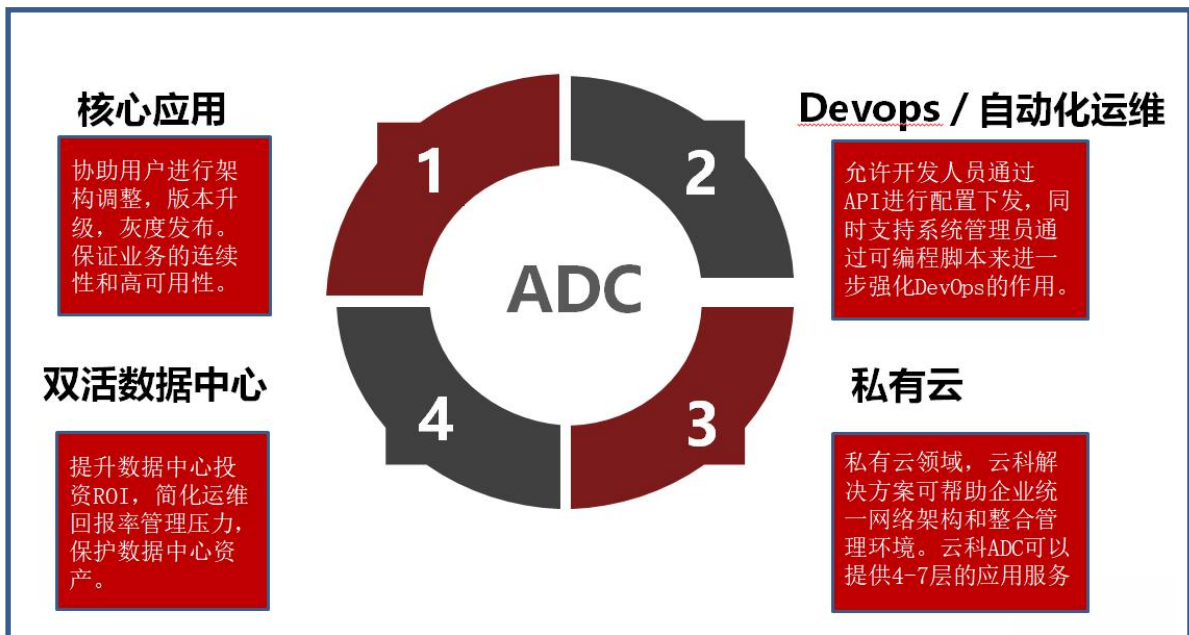 核心应用
协助用户进行架
构调整，版本升
级，灰度发布。
保证业务的连续
性和高可用性。
1
2
Devops / 自动化运维
允许开发人员通过
API进行配置下发，同
时支持系统管理员通
过可编程脚本来进一
步强化DevOps的作用。
ADC
双活数据中心
提升数据中心投
资ROI，简化运维
回报率管理压力，
保护数据中心资
产。
4
3
私有云
私有云领域，云科解
决方案可帮助企业统
一网络架构和整合管
理环境。云科ADC可以
提供4-7层的应用服务